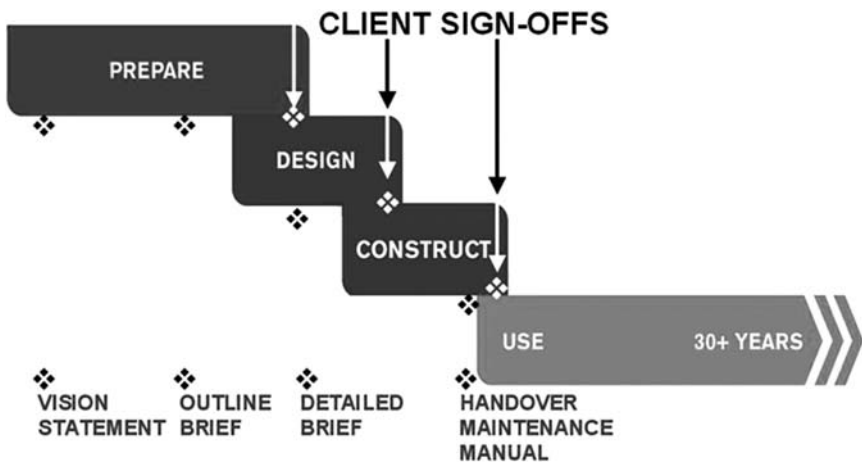 CLIENT SIGN-OFFS
PREPARE
DESIGN
CONSTRUCT
USE 30+ YEARS
VISION STATEMENT
OUTLINE BRIEF
DETAILED BRIEF
HANDOVER MAINTENANCE MANUAL